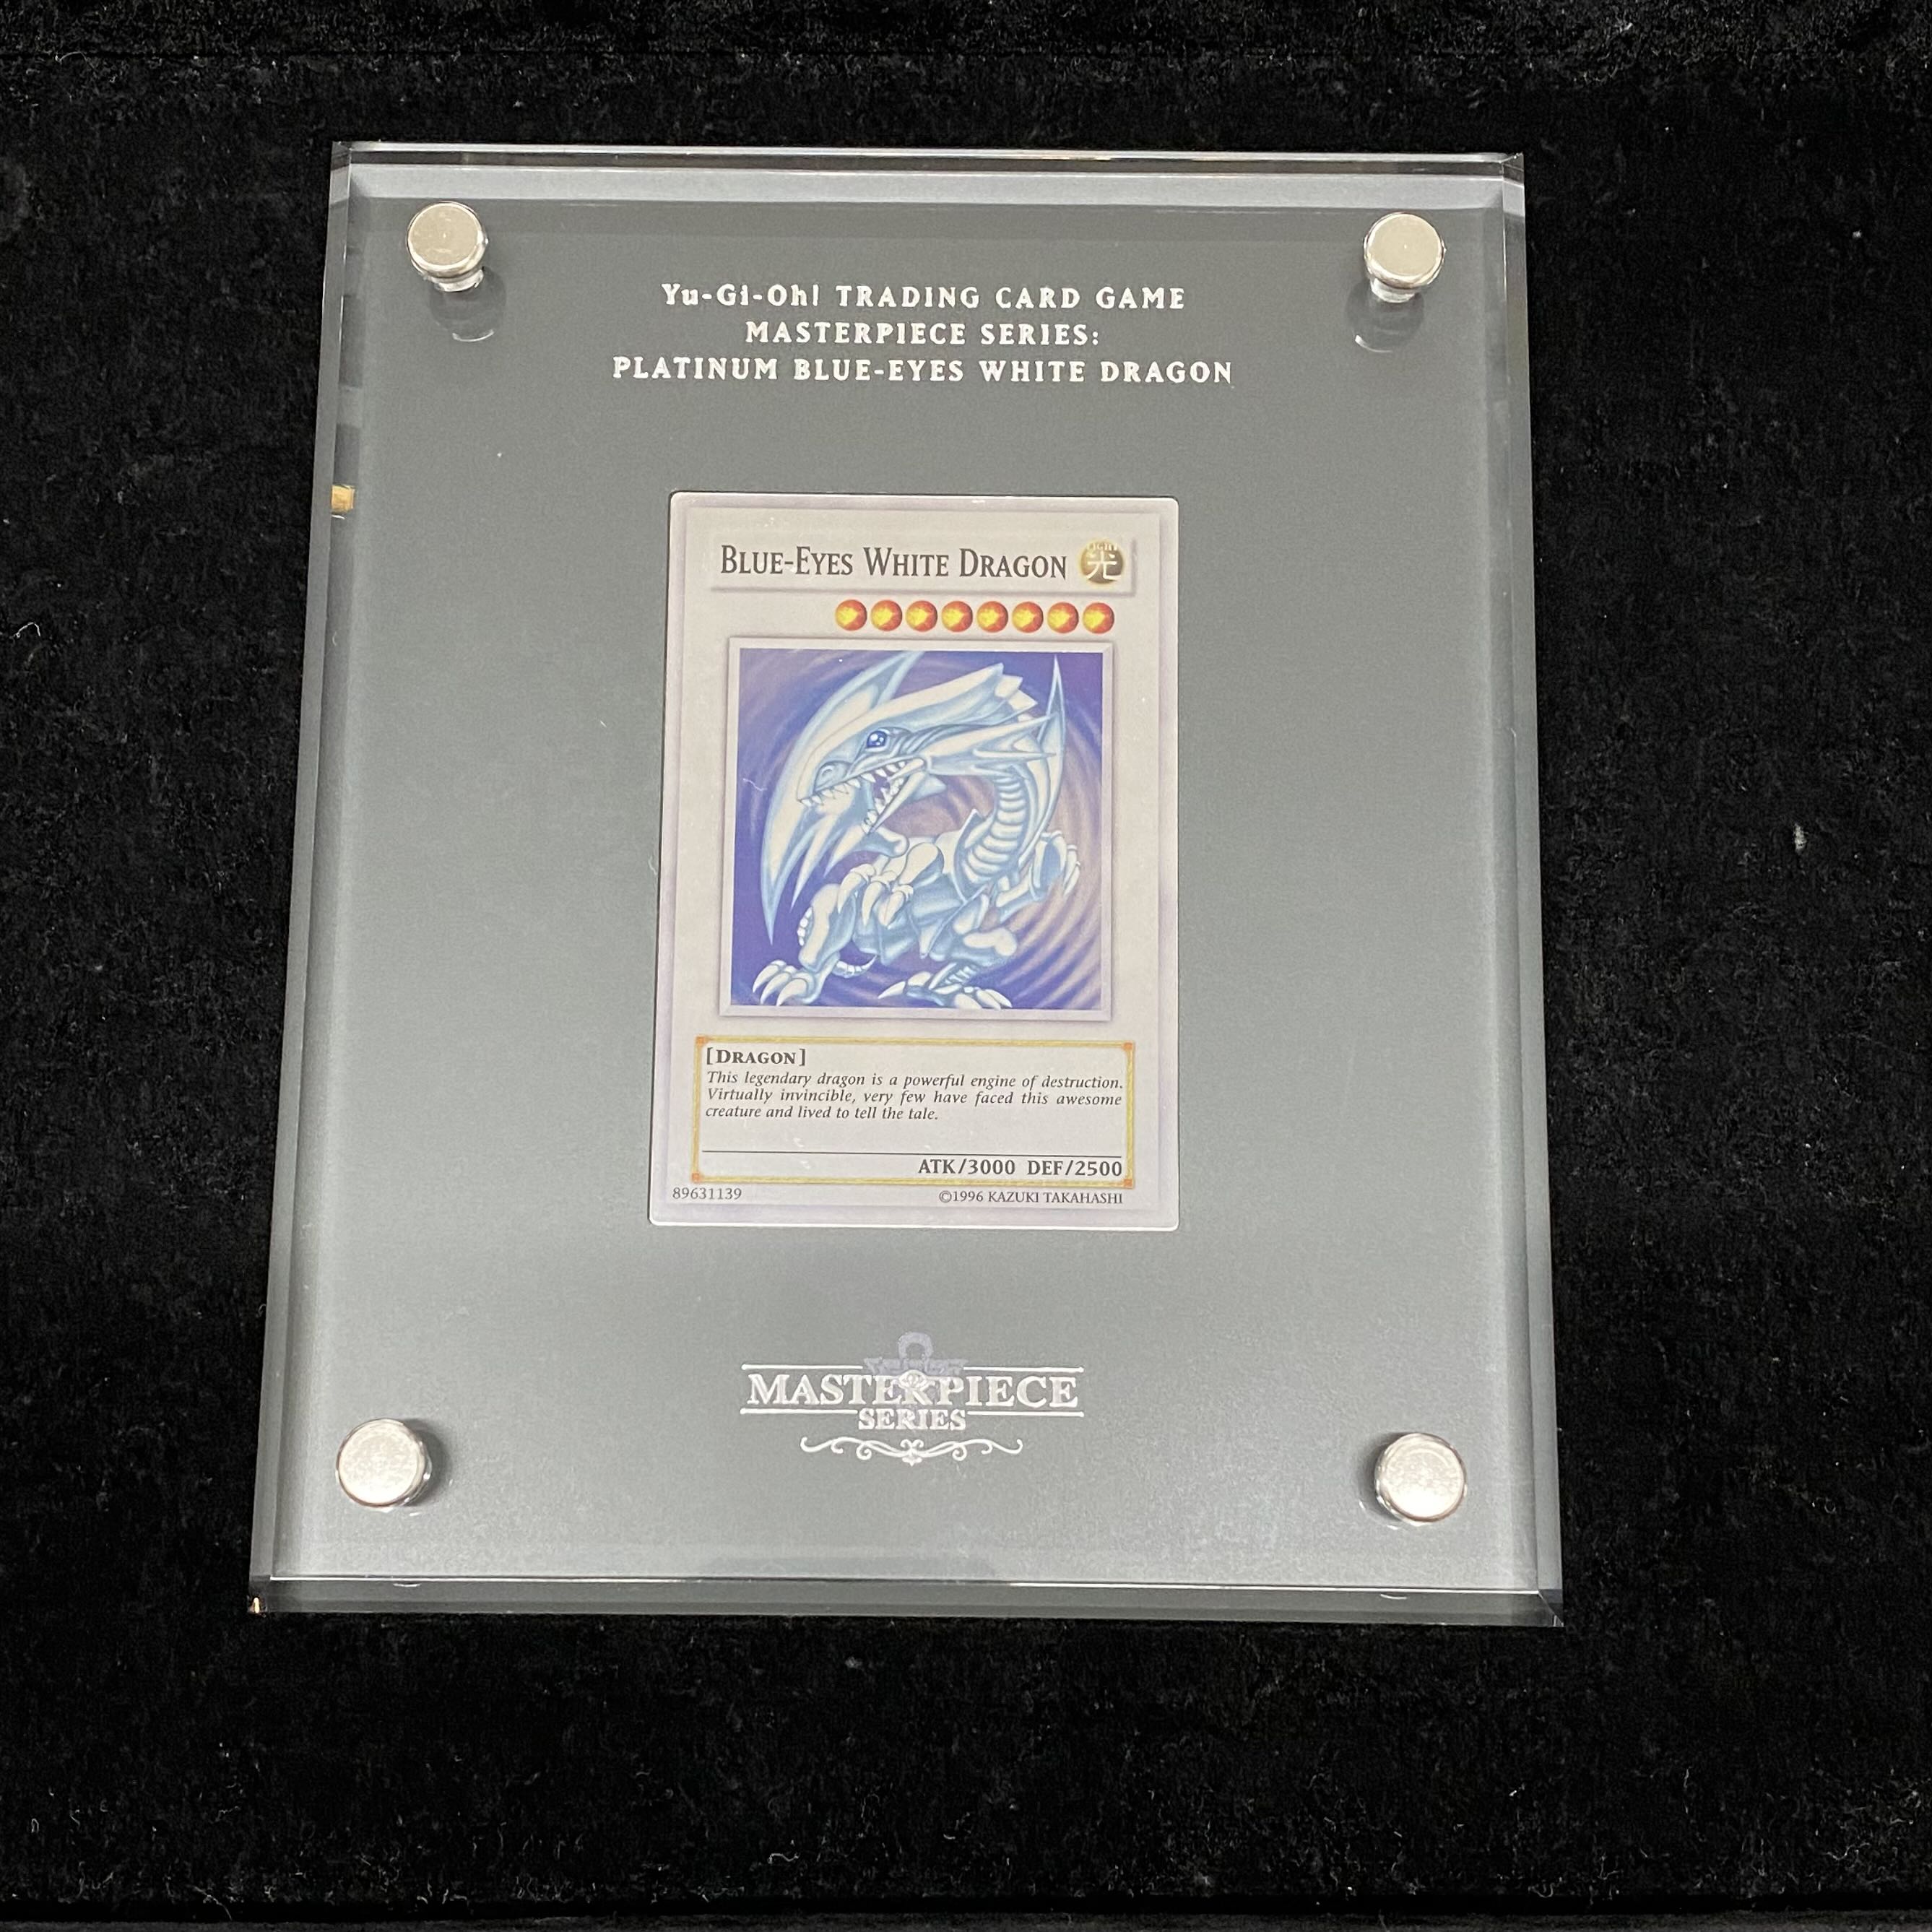 Yu-Gi-Oh! TRADING CARD GAME
MASTERPIECE SERIES:
PLATINUM BLUE-EYES WHITE DRAGON
BLUE-EYES WHITE DRAGON
LIGHT
光
[DRAGON]
This legendary dragon is a powerful engine of destruction.
Virtually invincible, very few have faced this awesome
creature and lived to tell the tale.
ATK/3000 DEF/2500
89631139 ©1996 KAZUKI TAKAHASHI
MASTERPIECE
SERIES